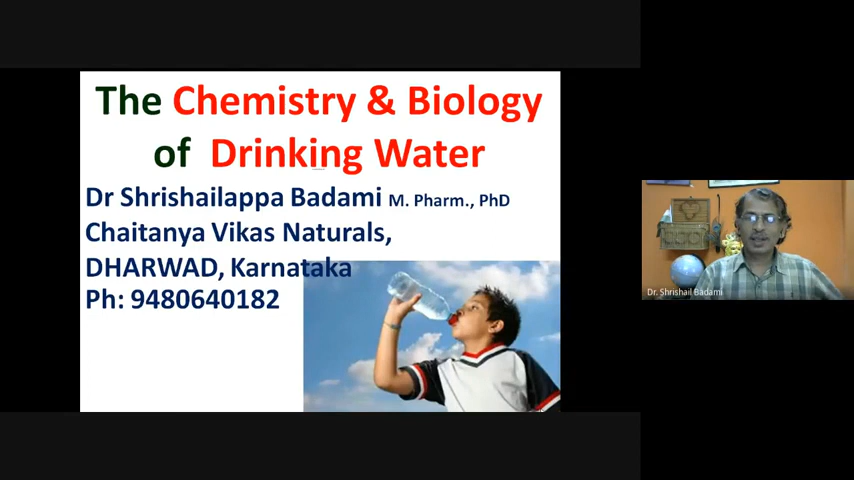 The Chemistry & Biology
of Drinking Water
Dr Shrishailappa Badami M. Pharm., PhD
Chaitanya Vikas Naturals,
DHARWAD, Karnataka
Ph: 9480640182
Dr. Shrishail Badami